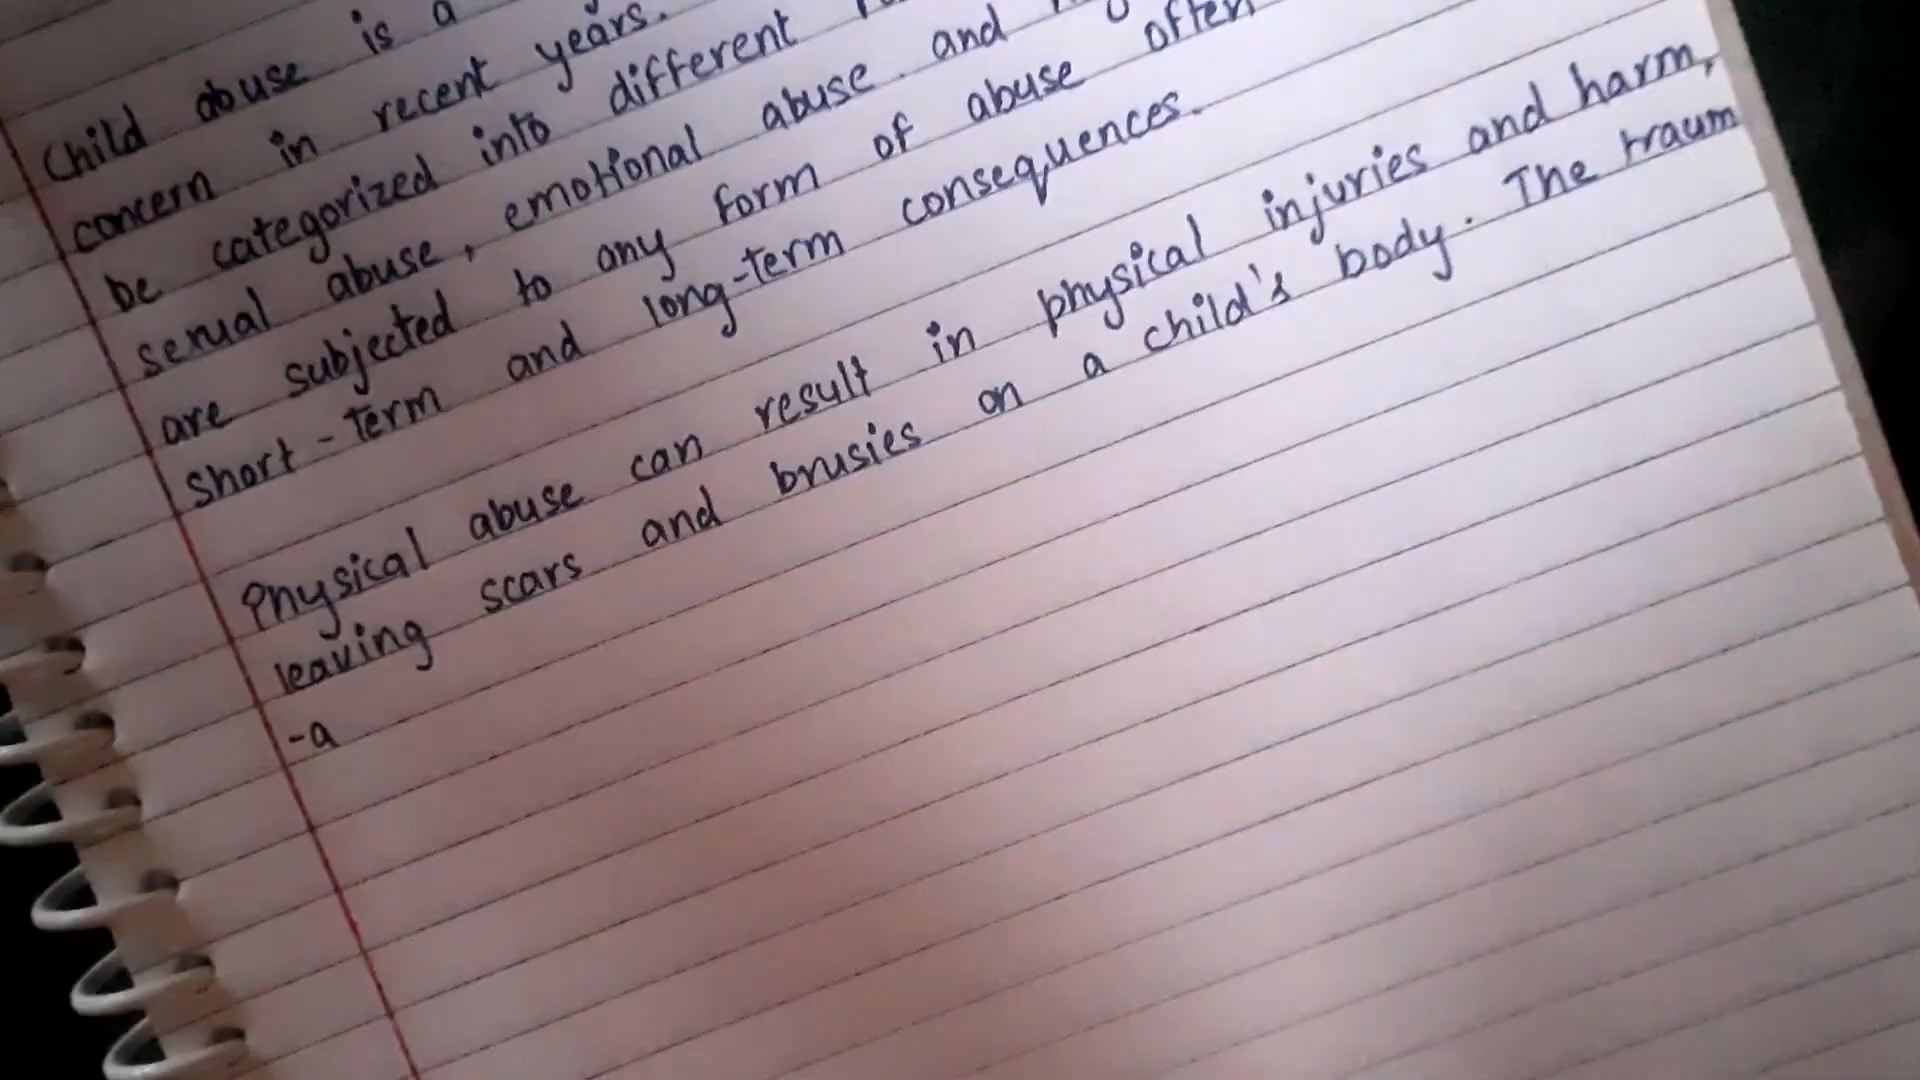 Child abuse is a
concern in recent years.
be categorized into different
sexual abuse, emotional abuse and
are subjected to any form of abuse often
short-term and long-term consequences.
Physical abuse can result in physical injuries and harm,
leaving scars and brusies on a child's body. The traum
-a